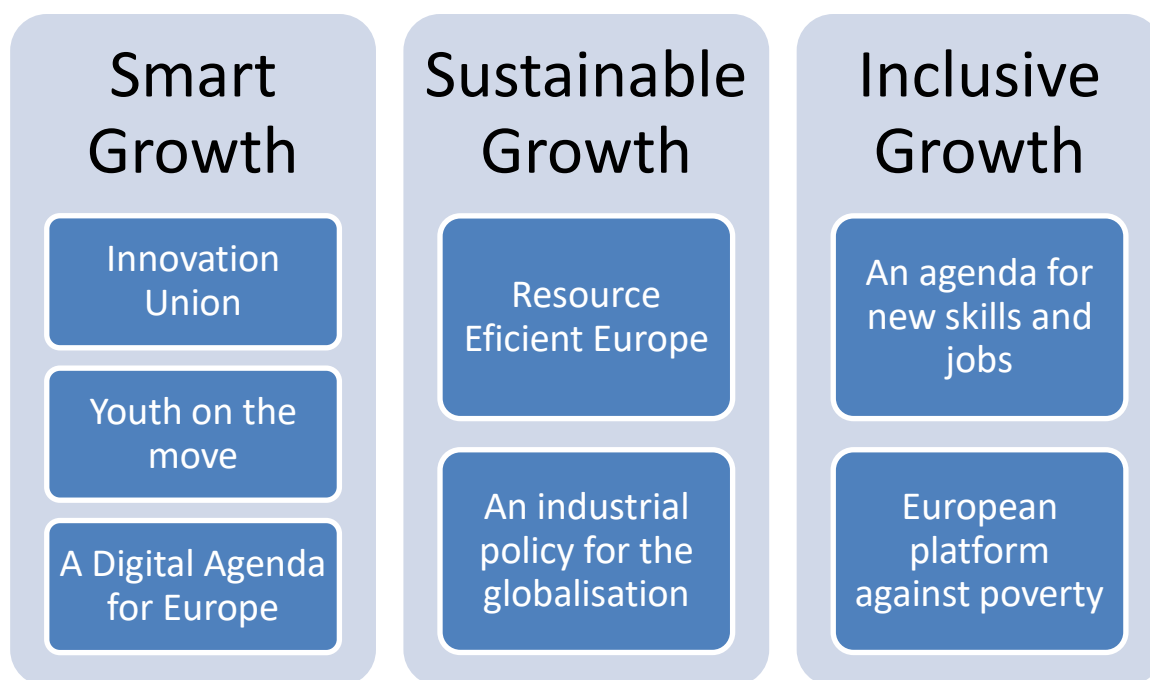 Smart
Growth
Innovation
Union
Youth on the
move
A Digital Agenda
for Europe
Sustainable
Growth
Resource
Eficient Europe
An industrial
policy for the
globalisation
Inclusive
Growth
An agenda for
new skills and
jobs
European
platform
against poverty